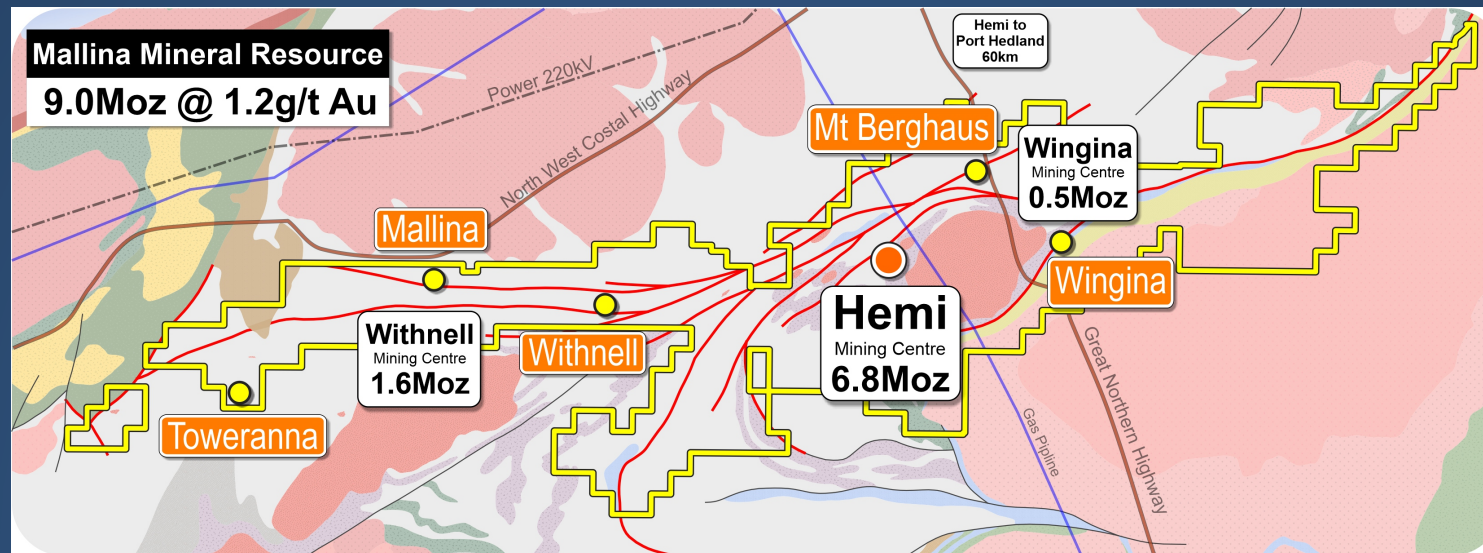 Mallina Mineral Resource
9.0Moz @ 1.2g/t Au
Power 220kV
North West Costal Highway
Hemi to
Port Hedland
60km
Mt Berghaus
Wingina
Mining Centre
0.5Moz
Mallina
Wingina
Hemi
Mining Centre
6.8Moz
Withnell
Mining Centre
1.6Moz
Withnell
Toweranna
Great Northern Highway
Gas Pipline